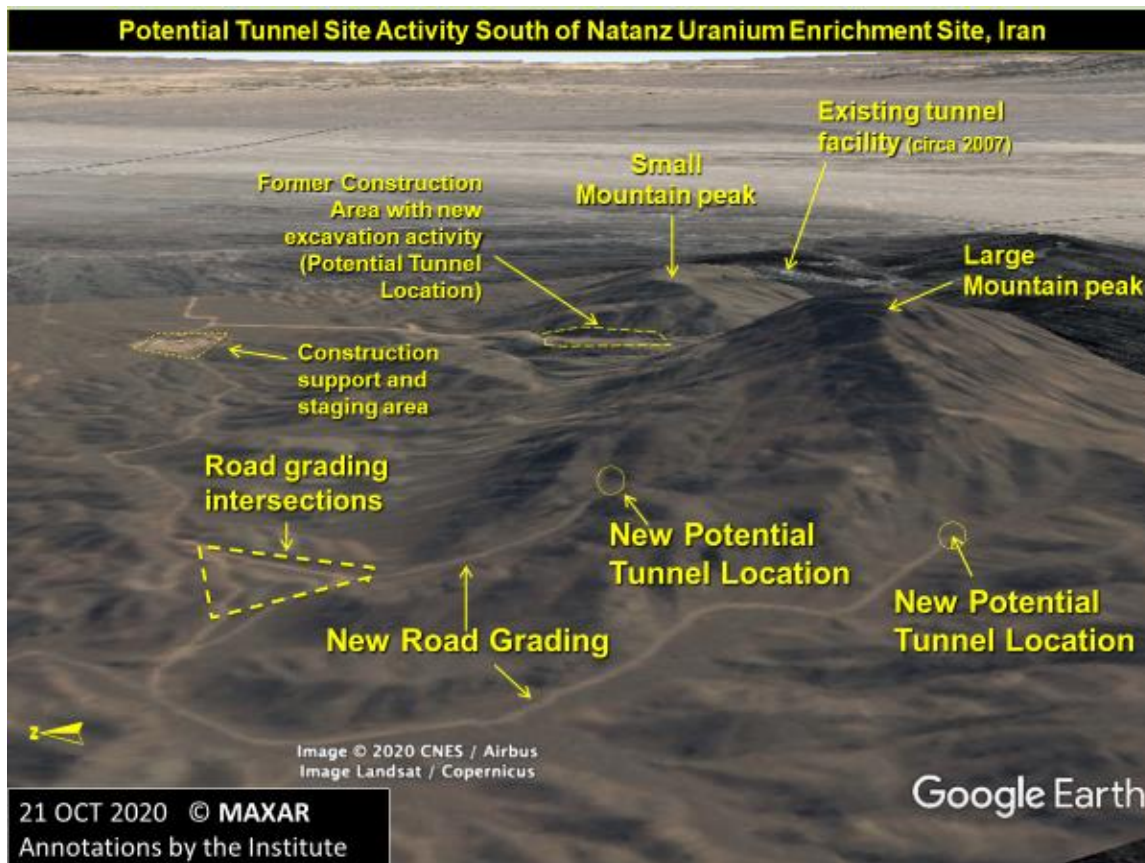 Potential Tunnel Site Activity South of Natanz Uranium Enrichment Site, Iran
Existing tunnel
facility (circa 2007)
Small
Mountain peak
Former Construction
Area with new
excavation activity
(Potential Tunnel
Location)
Large
Mountain peak
Construction
support and
staging area
Road grading
intersections
New Potential
Tunnel Location
New Potential
Tunnel Location
New Road Grading
N
Image © 2020 CNES / Airbus
Image Landsat / Copernicus
Google Earth
21 OCT 2020 © MAXAR
Annotations by the Institute